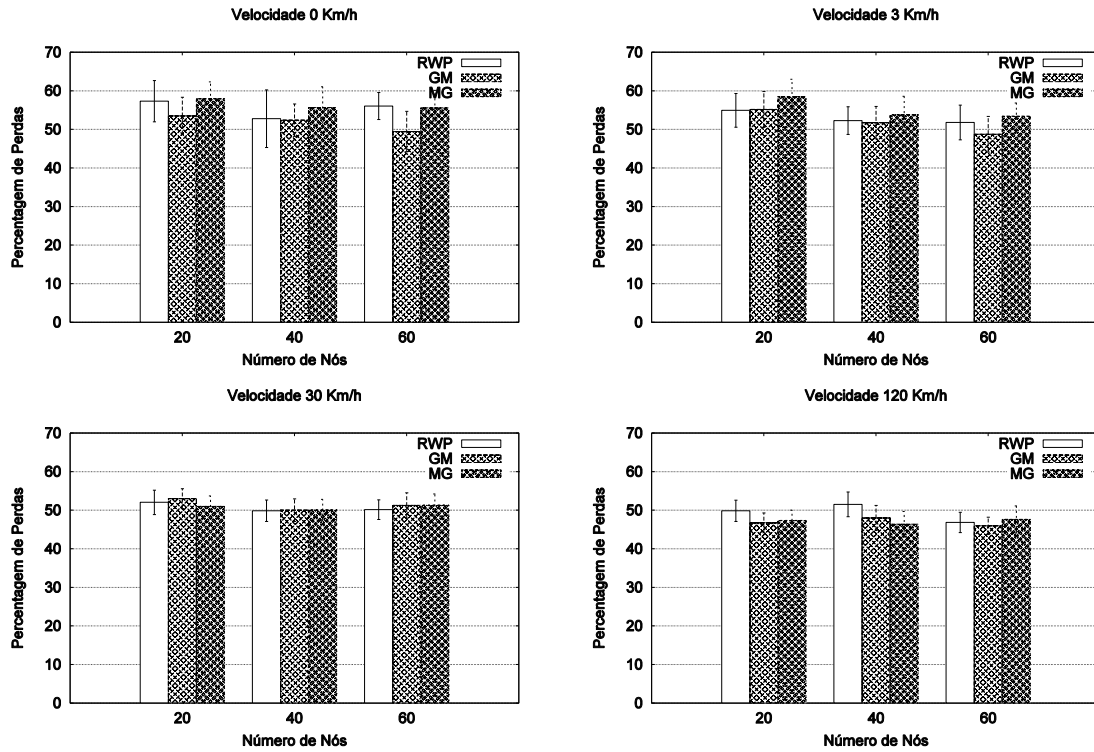 Velocidade 0 Km/h
Percentagem de Perdas
70
60
50
40
30
20
10
0
RWP
GM
MG
20 40 60
Número de Nós
Velocidade 3 Km/h
Percentagem de Perdas
70
60
50
40
30
20
10
0
RWP
GM
MG
20 40 60
Número de Nós
Velocidade 30 Km/h
Percentagem de Perdas
70
60
50
40
30
20
10
0
RWP
GM
MG
20 40 60
Número de Nós
Velocidade 120 Km/h
Percentagem de Perdas
70
60
50
40
30
20
10
0
RWP
GM
MG
20 40 60
Número de Nós